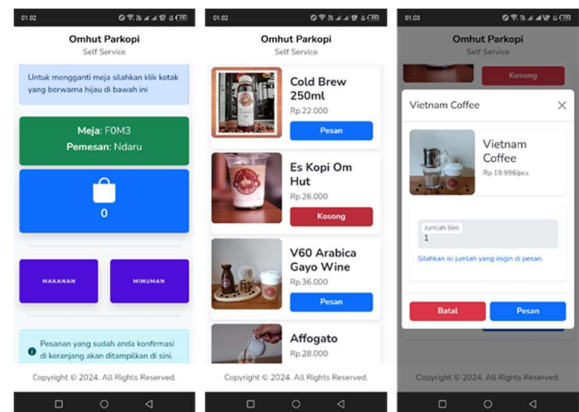 01.02
Omhut Parkopi
Self Service
Untuk mengganti meja silahkan klik kotak
yang berwarna hijau di bawah ini
Meja: F0M3
Pemesan: Ndaru
0
MAKANAN
MINUMAN
Pesanan yang sudah anda konfirmasi
di keranjang akan ditampilkan di sini.
Copyright © 2024. All Rights Reserved.
01.02
Omhut Parkopi
Self Service
Cold Brew
250ml
Rp.22.000
Pesan
Es Kopi Om
Hut
Rp.26.000
Kosong
V60 Arabica
Gayo Wine
Rp.36.000
Pesan
Affogato
Rp.28.000
Copyright © 2024. All Rights Reserved.
01.03
Omhut Parkopi
Self Service
Kosong
Vietnam Coffee
Vietnam
Coffee
Rp 19.996/pcs
Jumlah Beli
1
Silahkan isi jumlah yang inigin di pesan.
Batal
Pesan
Copyright © 2024. All Rights Reserved.